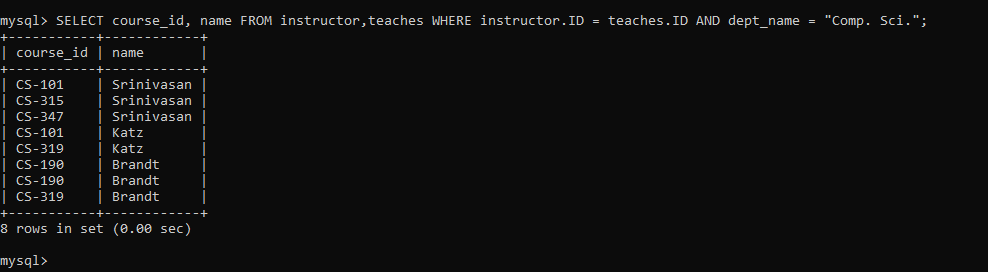 mysql> SELECT course_id, name FROM instructor,teaches WHERE instructor.ID = teaches.ID AND dept_name = "Comp. Sci.";
+-----------+------------+
| course_id | name       |
+-----------+------------+
| CS-101    | Srinivasan |
| CS-315    | Srinivasan |
| CS-347    | Srinivasan |
| CS-101    | Katz       |
| CS-319    | Katz       |
| CS-190    | Brandt     |
| CS-190    | Brandt     |
| CS-319    | Brandt     |
+-----------+------------+
8 rows in set (0.00 sec)
mysql>